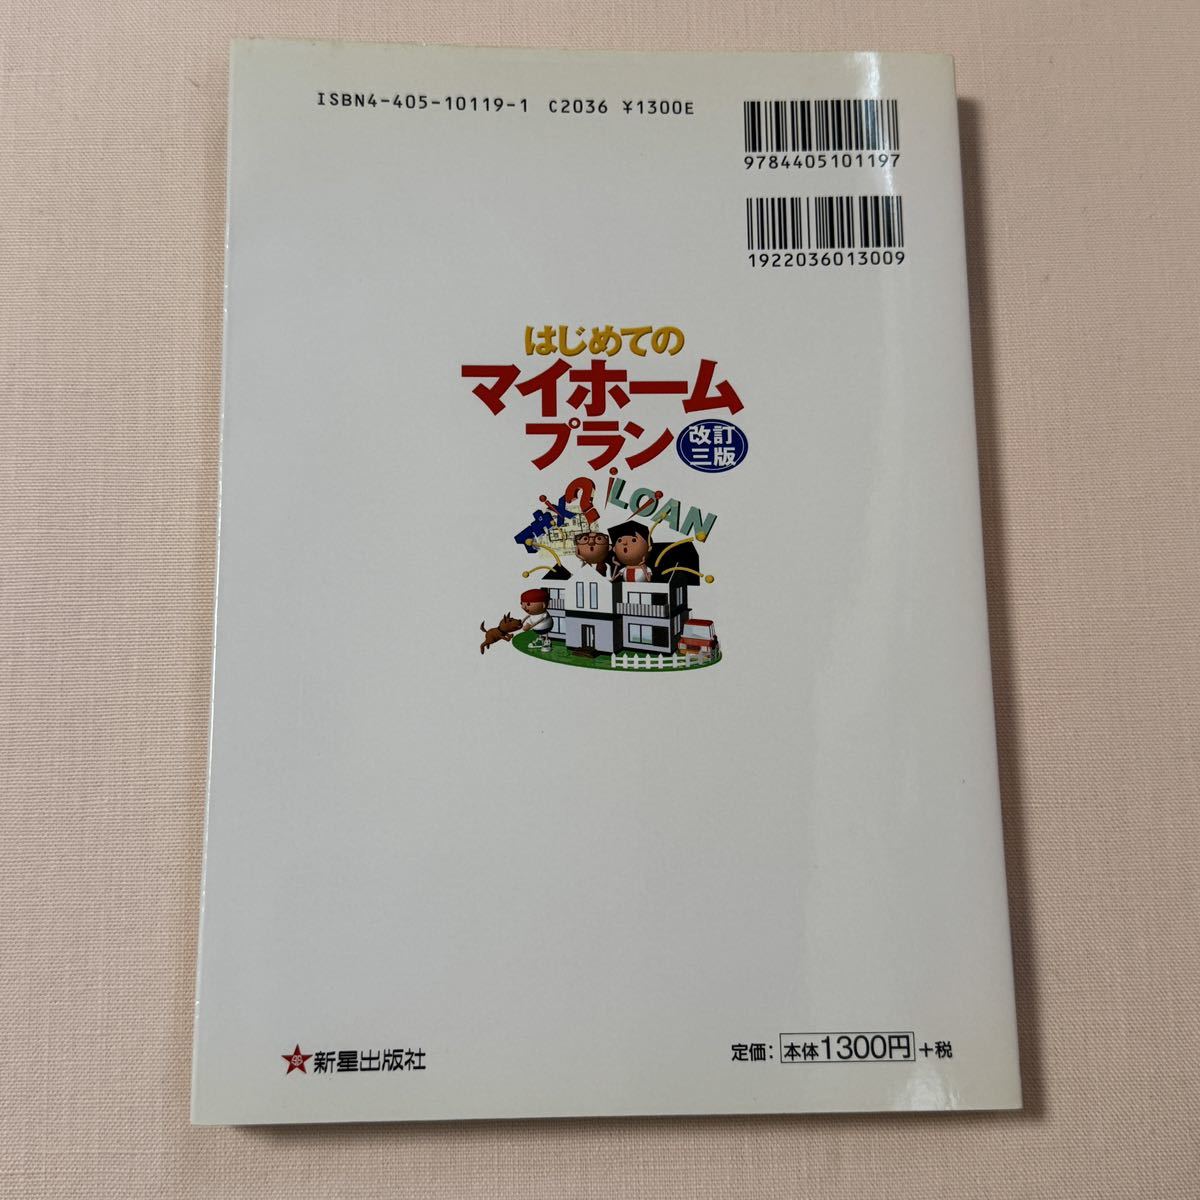 ISBN4-405-10119-1 C2036 ¥1300E
9784405101197
1922036013009
はじめての
マイホーム
プラン
改訂
三版
LOAN
新星出版社
定価：本体1300円＋税